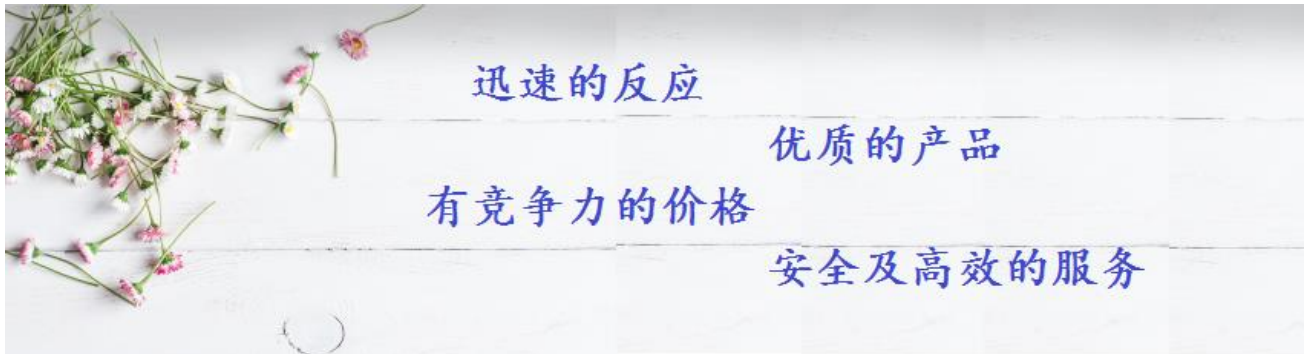 迅速的反应
优质的产品
有竞争力的价格
安全及高效的服务